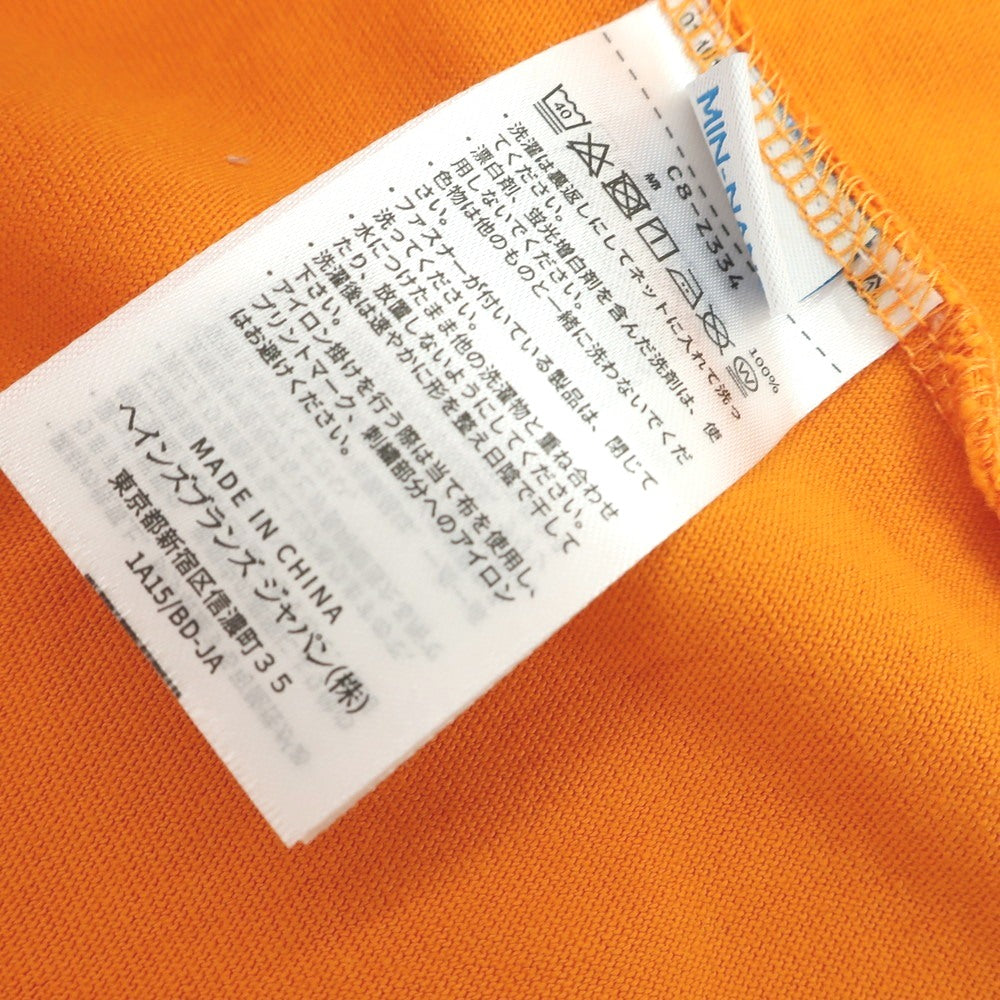 MIN-NA
C8-Z334
100%
40
W
・洗濯は裏返しにしてネットに入れて洗っ
てください。
・漂白剤、蛍光増白剤を含んだ洗剤は、使
用しないでください。
・色物は他のものと一緒に洗わないでくだ
さい。
・ファスナーが付いている製品は、閉じて
洗ってください。
・水につけたまま他の洗濯物と重ね合わせ
たり、放置しないようにしてください。
・洗濯後は速やかに形を整え日陰で干して
下さい。
・アイロン掛けを行う際は当て布を使用し、
プリントマーク、刺繍部分へのアイロン
はお避けください。
MADE IN CHINA
ヘインズブランズ ジャパン(株)
東京都新宿区信濃町３５
1A15/BD-JA